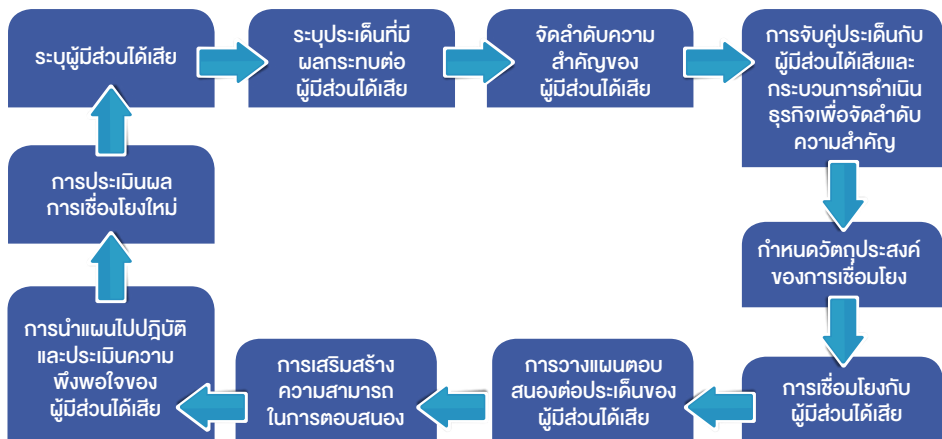 ระบุผู้มีส่วนได้เสีย
ระบุประเด็นที่มี
ผลกระทบต่อ
ผู้มีส่วนได้เสีย
จัดลำดับความ
สำคัญของ
ผู้มีส่วนได้เสีย
การจับคู่ประเด็นกับ
ผู้มีส่วนได้เสียและ
กระบวนการดำเนิน
ธุรกิจเพื่อจัดลำดับ
ความสำคัญ
กำหนดวัตถุประสงค์
ของการเชื่อมโยง
การเชื่อมโยงกับ
ผู้มีส่วนได้เสีย
การวางแผนตอบ
สนองต่อประเด็นของ
ผู้มีส่วนได้เสีย
การเสริมสร้าง
ความสามารถ
ในการตอบสนอง
การนำแผนไปปฎิบัติ
และประเมินความ
พึงพอใจของ
ผู้มีส่วนได้เสีย
การประเมินผล
การเชื่องโยงใหม่